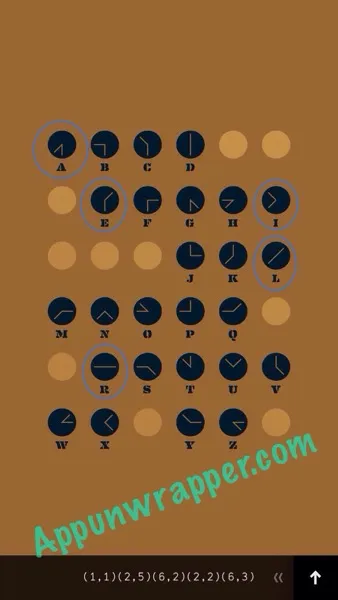 A B C D
E F G H I
J K L
M N O P Q
R S T U V
W X Y Z
Appunwrapper.com
(1,1)(2,5)(6,2)(2,2)(6,3)